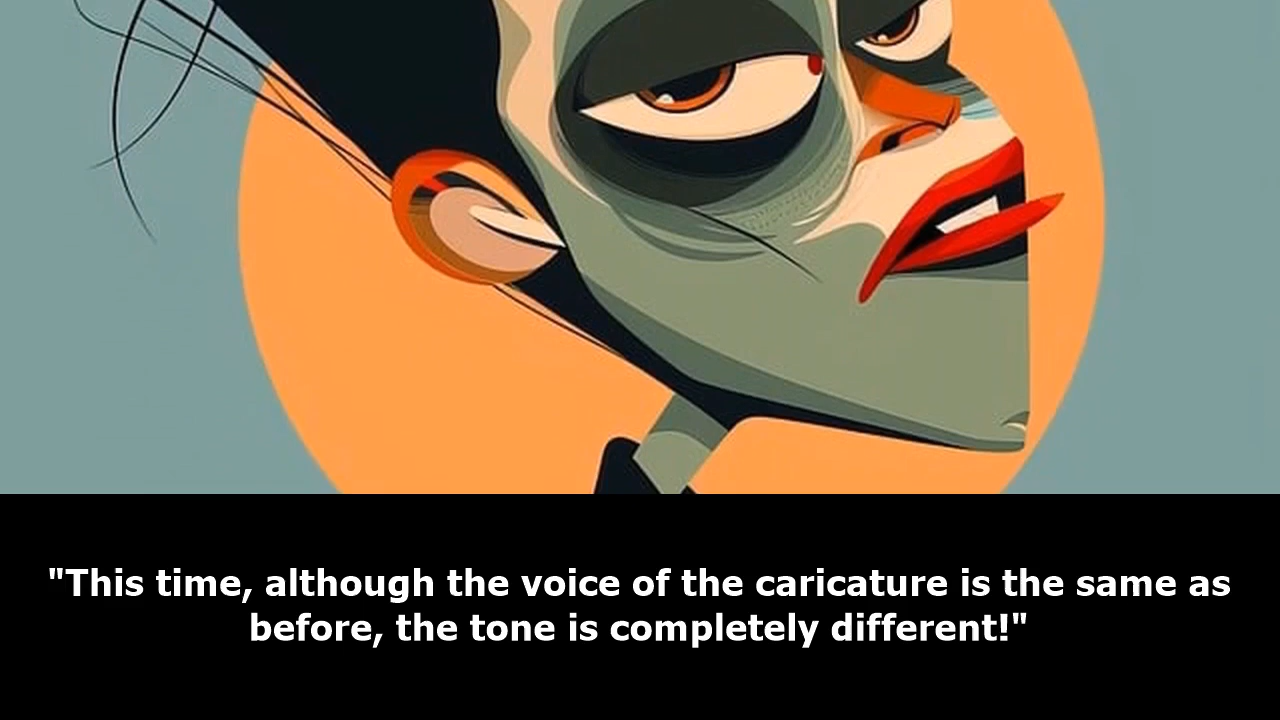 "This time, although the voice of the caricature is the same as
before, the tone is completely different!"